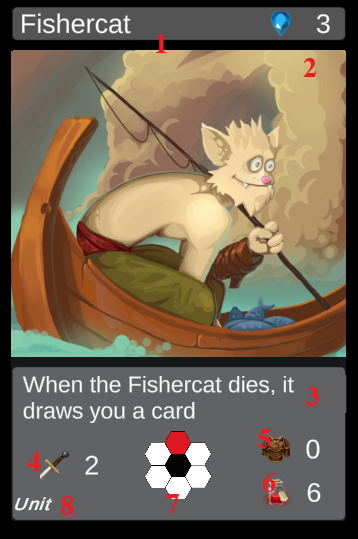 Fishercat 3
1
2
When the Fishercat dies, it
draws you a card
3
4 2
5 0
6 6
7
Unit 8